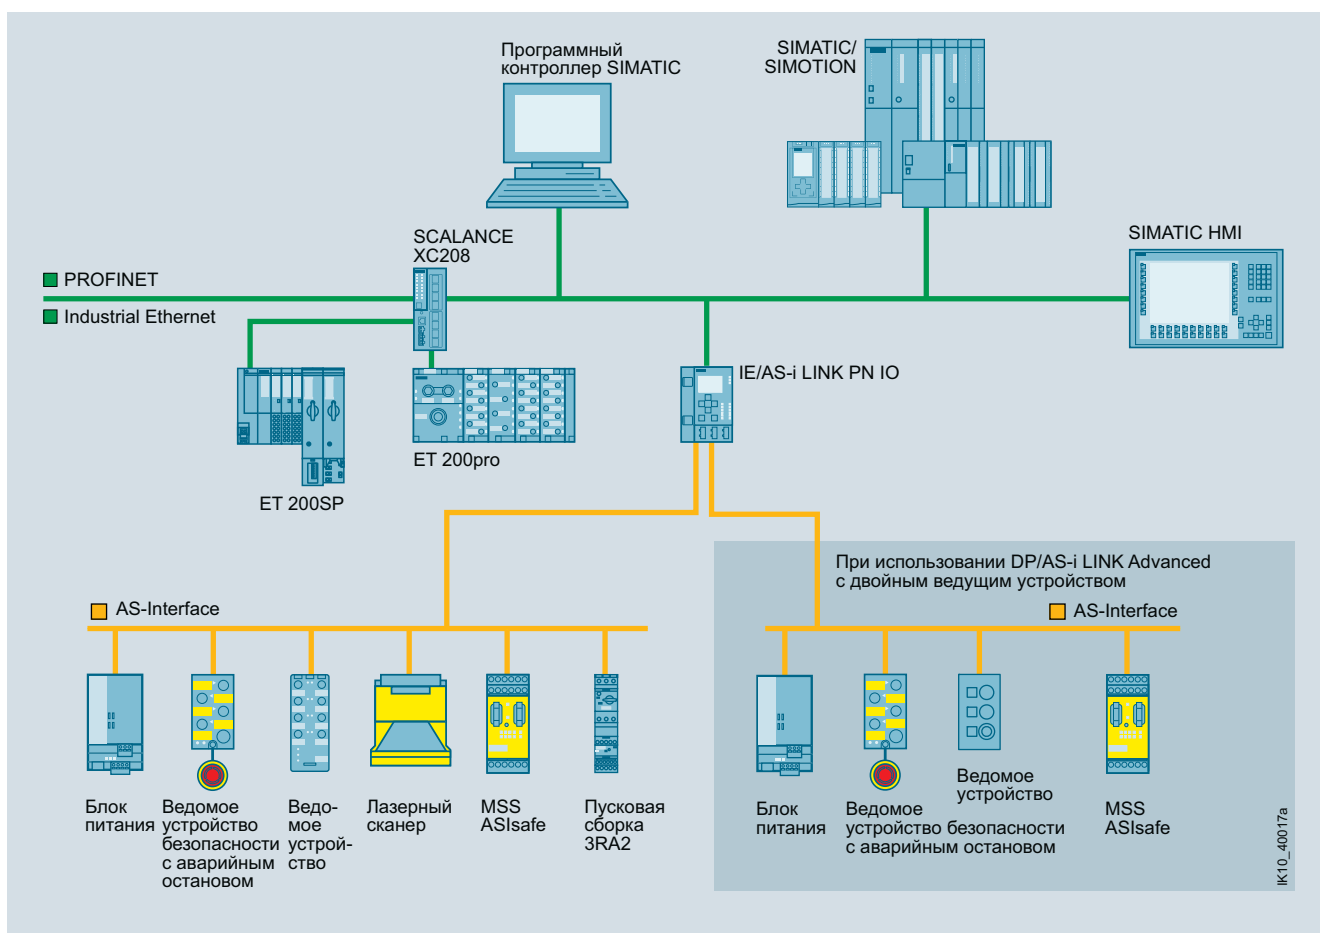 Программный
контроллер SIMATIC
SIMATIC/
SIMOTION
SCALANCE
XC208
SIMATIC HMI
PROFINET
Industrial Ethernet
IE/AS-i LINK PN IO
ET 200pro
ET 200SP
При использовании DP/AS-i LINK Advanced
с двойным ведущим устройством
AS-Interface
AS-Interface
Блок
питания
Ведомое
устройство
безопасности
с аварийным
остановом
Ведо-
мое
устрой-
ство
Лазерный
сканер
MSS
ASIsafe
Пусковая
сборка
3RA2
Блок
питания
Ведомое
устройство безопасности
с аварийным остановом
Ведомое
устройство
MSS
ASIsafe
IK10_40017a